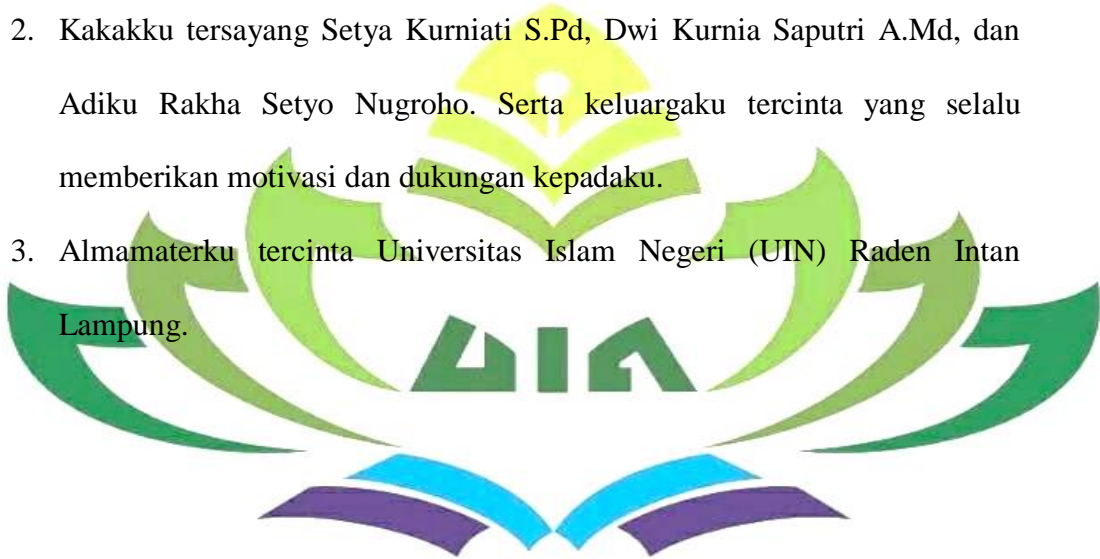 2. Kakakku tersayang Setya Kurniati S.Pd, Dwi Kurnia Saputri A.Md, dan
Adiku Rakha Setyo Nugroho. Serta keluargaku tercinta yang selalu
memberikan motivasi dan dukungan kepadaku.
3. Almamaterku tercinta Universitas Islam Negeri (UIN) Raden Intan
Lampung.
UIN